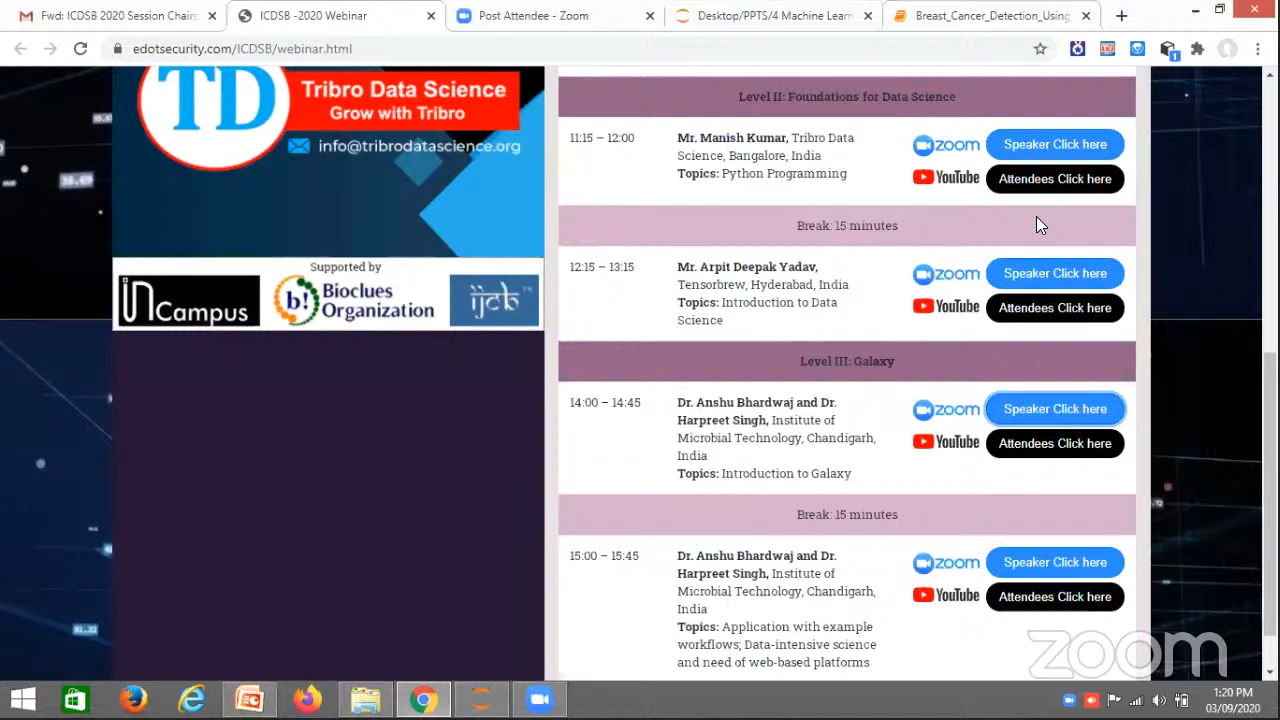 Fwd: ICDSB 2020 Session Chairs
ICDSB -2020 Webinar
Post Attendee - Zoom
Desktop/PPTS/4 Machine Learn
Breast_Cancer_Detection_Using
edotsecurity.com/ICDSB/webinar.html
TD
Tribro Data Science
Grow with Tribro
info@tribrodatascience.org
Supported by
inCampus
b! Bioclues
Organization
ijcb™
Level II: Foundations for Data Science
11:15 – 12:00
Mr. Manish Kumar, Tribro Data
Science, Bangalore, India
Topics: Python Programming
zoom
Speaker Click here
YouTube
Attendees Click here
Break: 15 minutes
12:15 – 13:15
Mr. Arpit Deepak Yadav,
Tensorbrew, Hyderabad, India
Topics: Introduction to Data
Science
zoom
Speaker Click here
YouTube
Attendees Click here
Level III: Galaxy
14:00 – 14:45
Dr. Anshu Bhardwaj and Dr.
Harpreet Singh, Institute of
Microbial Technology, Chandigarh,
India
Topics: Introduction to Galaxy
zoom
Speaker Click here
YouTube
Attendees Click here
Break: 15 minutes
15:00 – 15:45
Dr. Anshu Bhardwaj and Dr.
Harpreet Singh, Institute of
Microbial Technology, Chandigarh,
India
Topics: Application with example
workflows; Data-intensive science
and need of web-based platforms
zoom
Speaker Click here
YouTube
Attendees Click here
zoom
1:20 PM
03/09/2020